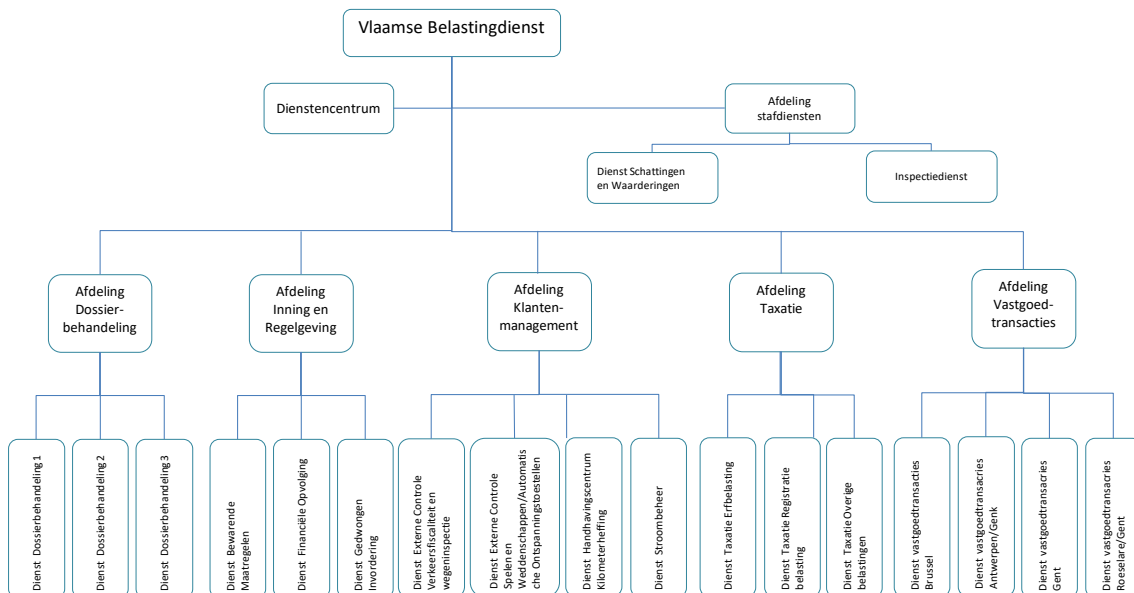 Vlaamse Belastingdienst
Dienstencentrum
Afdeling
stafdiensten
Dienst Schattingen
en Waarderingen
Inspectiedienst
Afdeling
Dossier-
behandeling
Afdeling
Inning en
Regelgeving
Afdeling
Klanten-
management
Afdeling
Taxatie
Afdeling
Vastgoed-
transacties
Dienst Dossierbehandeling 1
Dienst Dossierbehandeling 2
Dienst Dossierbehandeling 3
Dienst Bewarende
Maatregelen
Dienst Financiële Opvolging
Dienst Gedwongen
Invordering
Dienst Externe Controle
Verkeersfiscaliteit en
wegeninspectie
Dienst Externe Controle
Spelen en
Weddenschappen/Automatis
che Ontspanningstoestellen
Dienst Handhavingscentrum
Kilometerheffing
Dienst Stroombeheer
Dienst Taxatie Erfbelasting
Dienst Taxatie Registratie
belasting
Dienst Taxatie Overige
belastingen
Dienst vastgoedtransacties
Brussel
Dienst vastgoedtransacries
Antwerpen/Genk
Dienst vastgoedtransacries
Gent
Dienst vastgoedtransacries
Roeselare/Gent